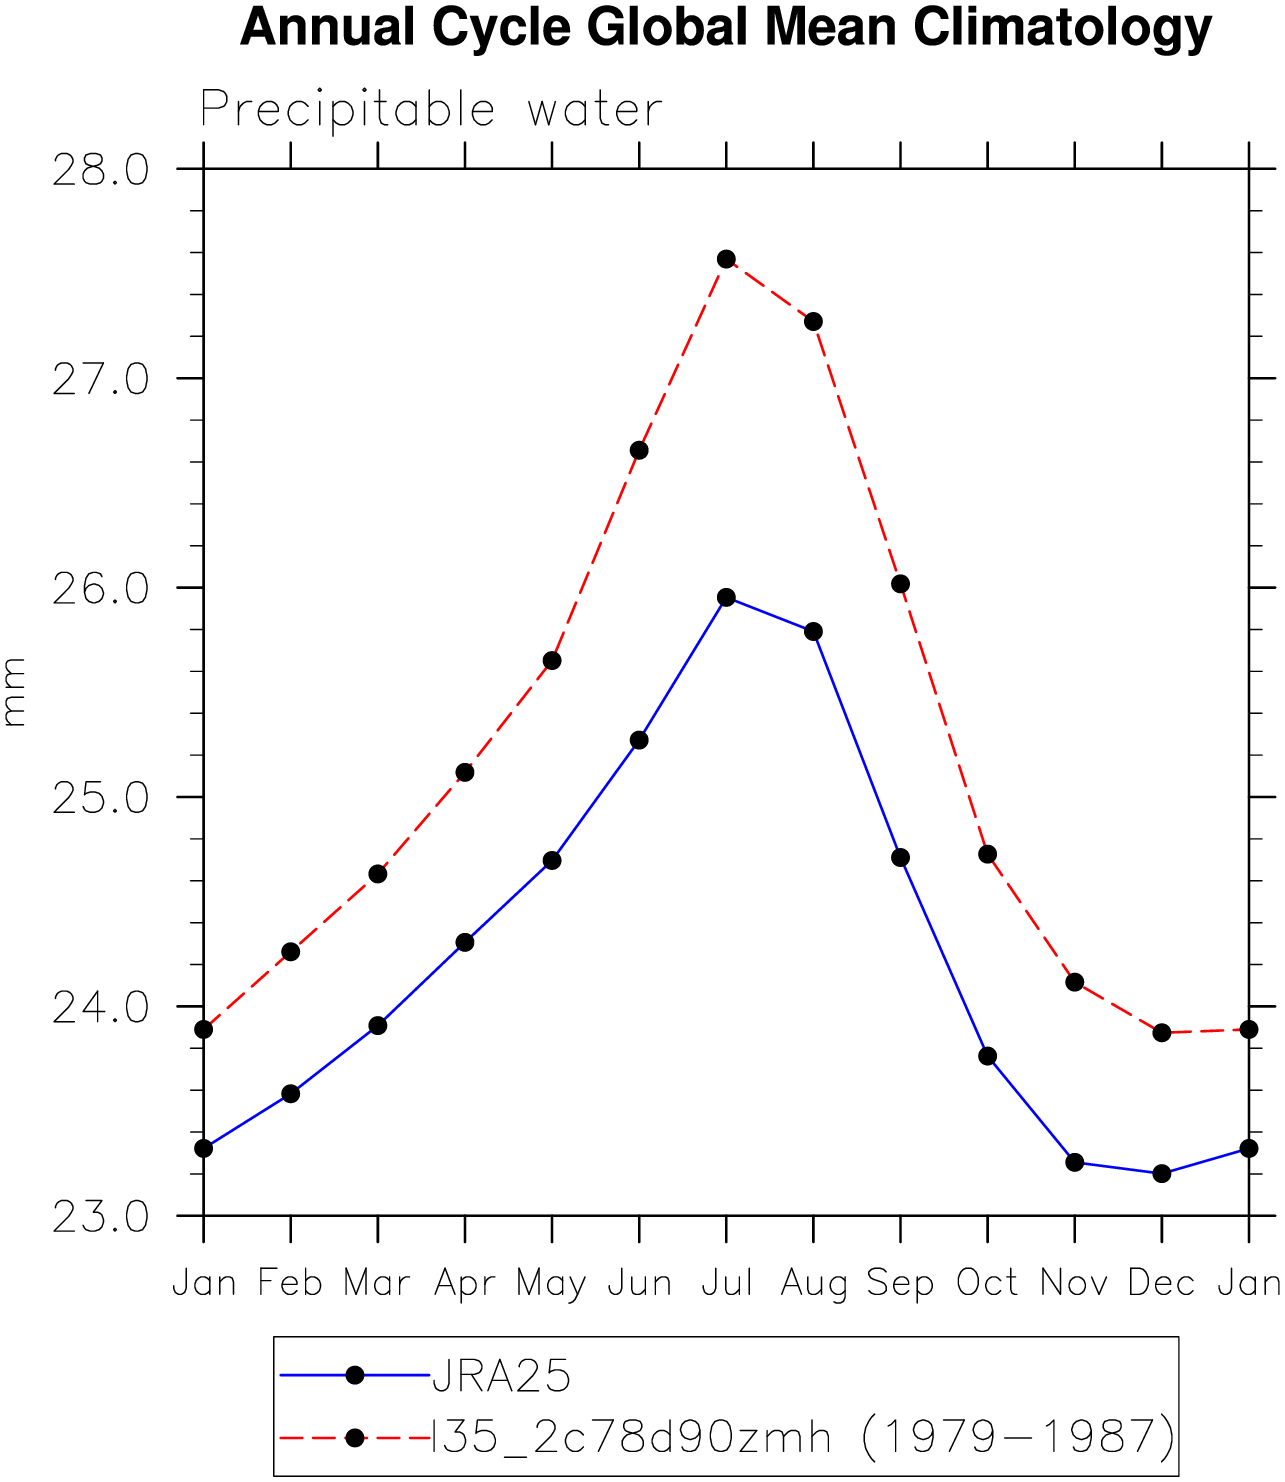 Annual Cycle Global Mean Climatology
Precipitable water
28.0
27.0
26.0
25.0
24.0
23.0
mm
Jan Feb Mar Apr May Jun Jul Aug Sep Oct Nov Dec Jan
JRA25
I35_2c78d90zmh (1979-1987)